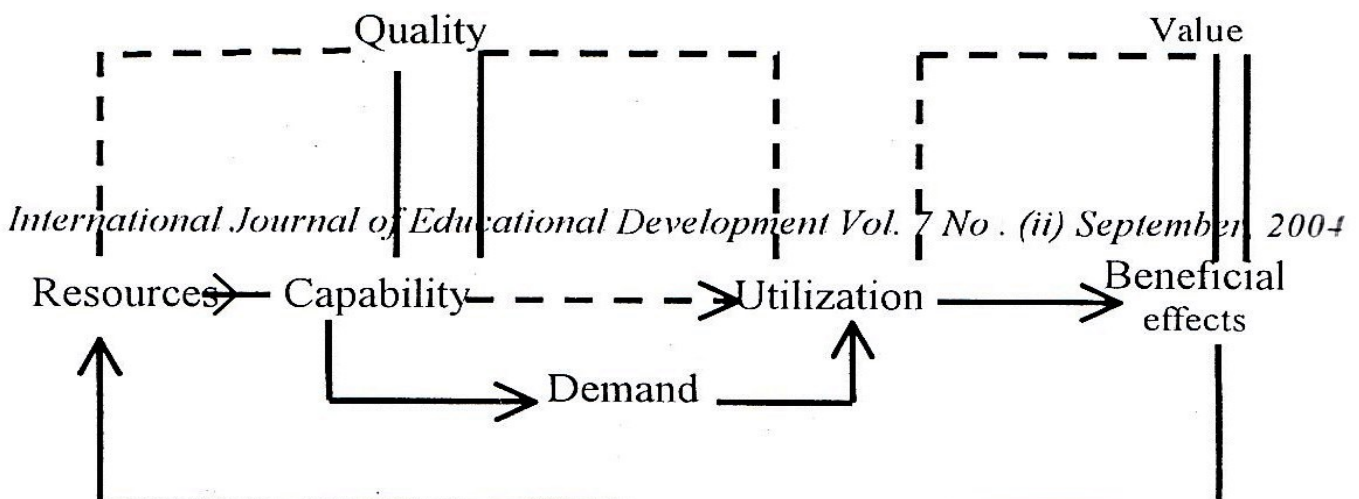 Quality
Value
International Journal of Educational Development Vol. 7 No . (ii) September, 2004
Resources
Capability
Utilization
Beneficial
effects
Demand